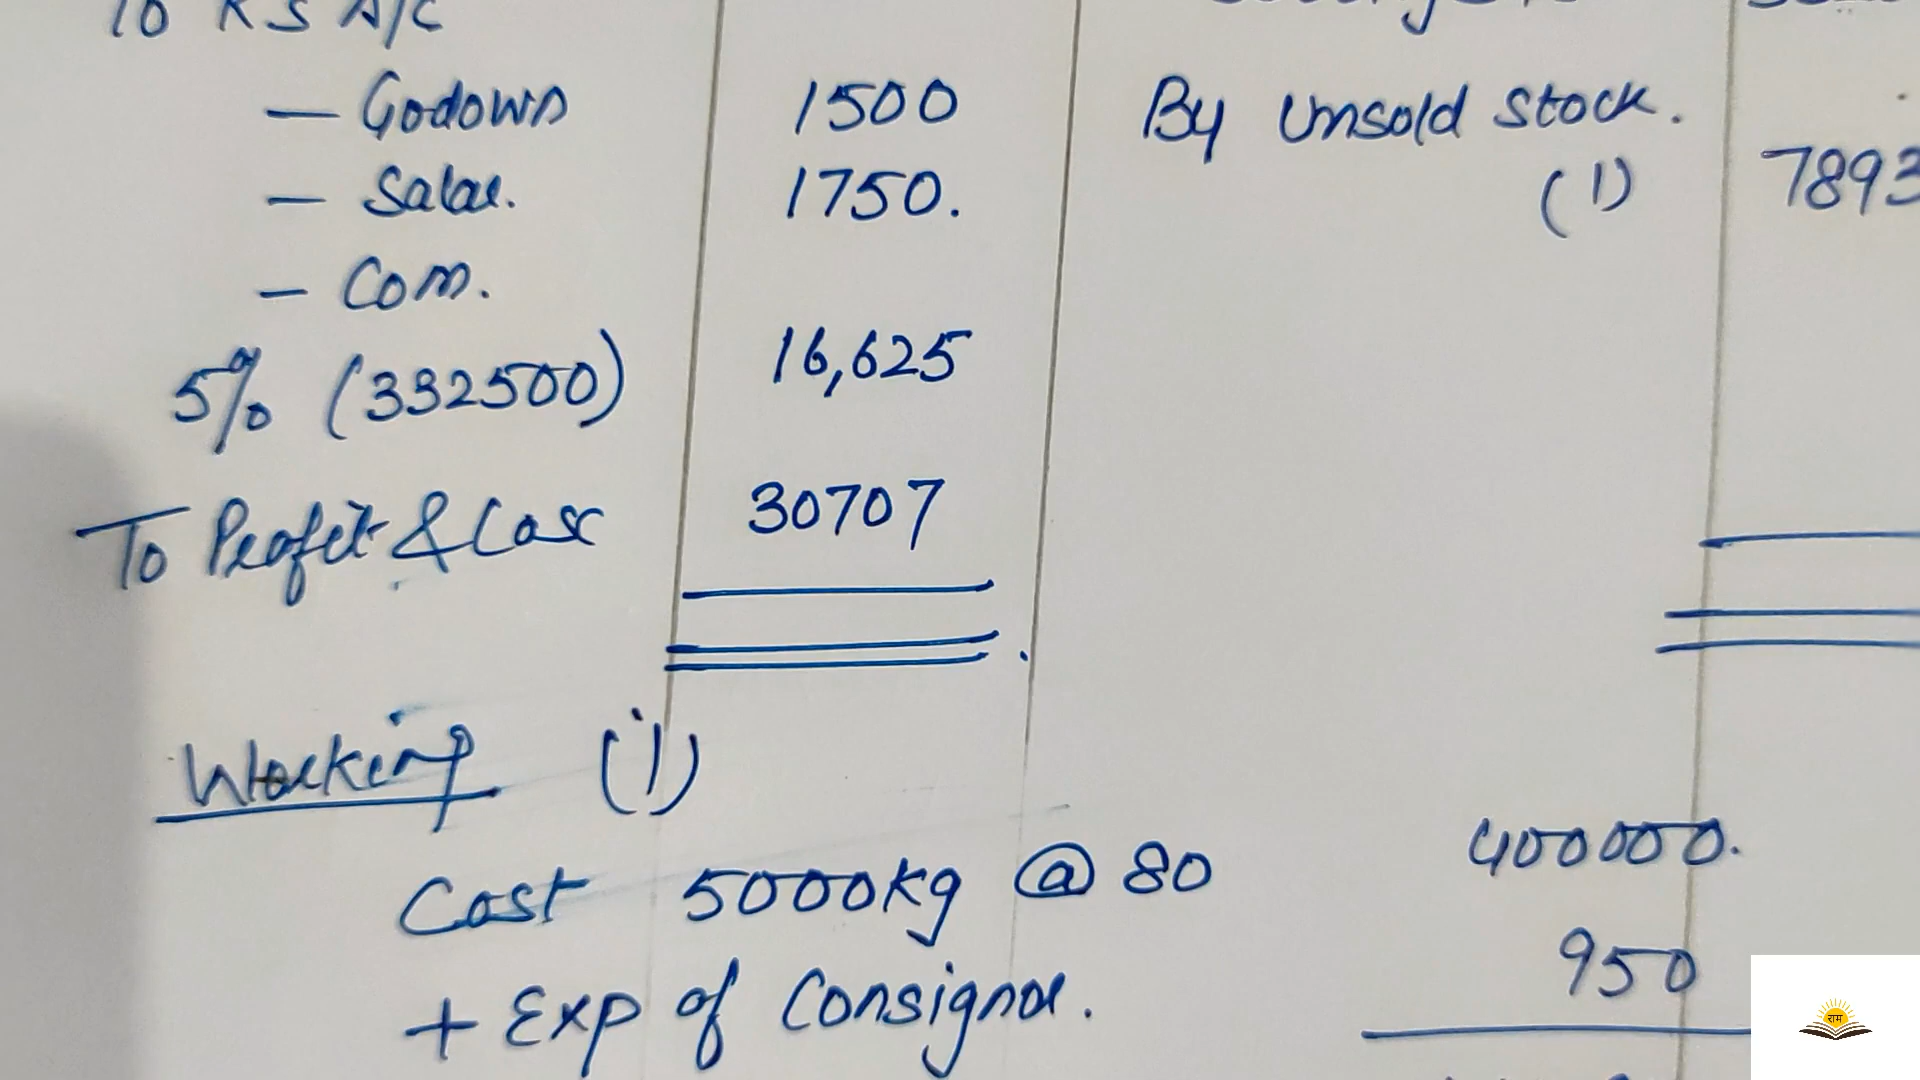 To KS A/C
— Godown 1500 By Unsold Stock.
— Salar. 1750. (1) 7893
— Com.
5% (332500) 16,625
To Profit & Loss 30707
Working (1)
Cost 5000kg @ 80 400000.
+ Exp of Consignor. 950
राम